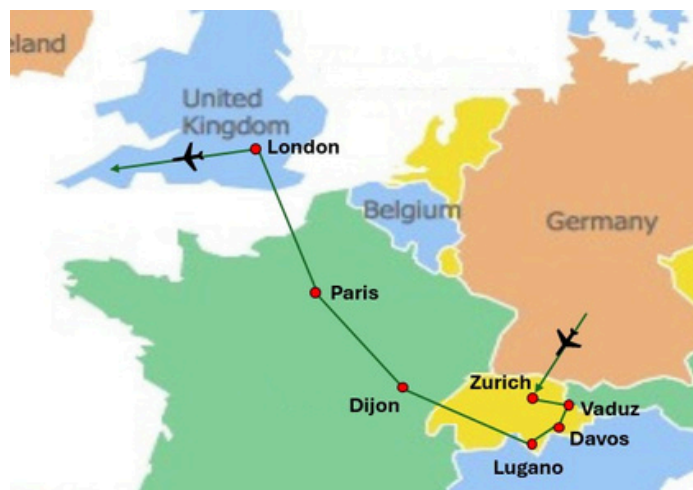 eland
United
Kingdom
London
Belgium
Germany
Paris
Zurich
Dijon
Vaduz
Davos
Lugano